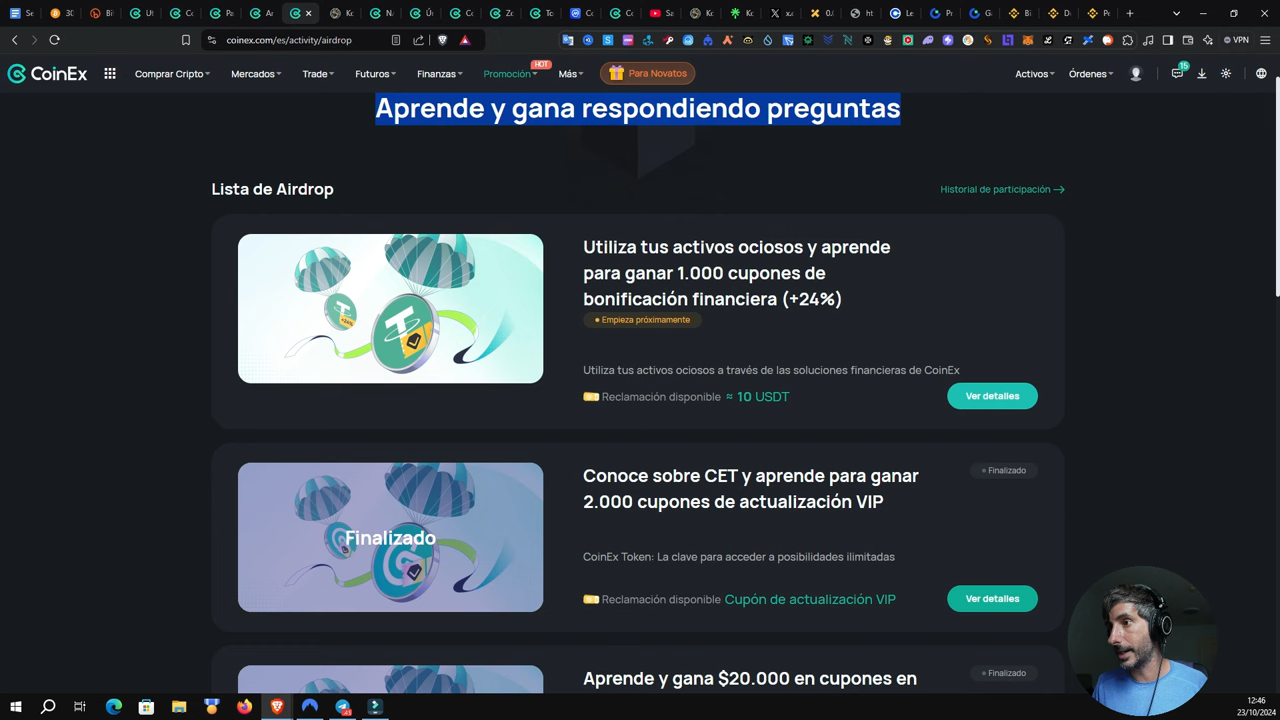 coinex.com/es/activity/airdrop
VPN
CoinEx
Comprar Cripto
Mercados
Trade
Futuros
Finanzas
Promoción
HOT
Más
Para Novatos
Activos
Órdenes
15
Aprende y gana respondiendo preguntas
Lista de Airdrop
Historial de participación
Utiliza tus activos ociosos y aprende
para ganar 1.000 cupones de
bonificación financiera (+24%)
Empieza próximamente
Utiliza tus activos ociosos a través de las soluciones financieras de CoinEx
Reclamación disponible ≈ 10 USDT
Ver detalles
+24%
Conoce sobre CET y aprende para ganar
2.000 cupones de actualización VIP
Finalizado
Finalizado
CoinEx Token: La clave para acceder a posibilidades ilimitadas
Reclamación disponible Cupón de actualización VIP
Ver detalles
Aprende y gana $20.000 en cupones en
Finalizado
12:46
23/10/2024